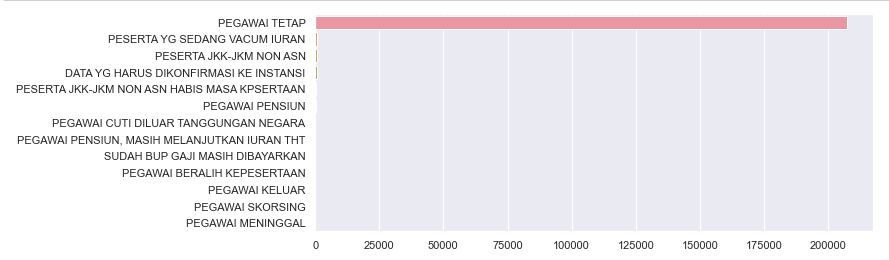 PEGAWAI TETAP
PESERTA YG SEDANG VACUM IURAN
PESERTA JKK-JKM NON ASN
DATA YG HARUS DIKONFIRMASI KE INSTANSI
PESERTA JKK-JKM NON ASN HABIS MASA KPSERTAAN
PEGAWAI PENSIUN
PEGAWAI CUTI DILUAR TANGGUNGAN NEGARA
PEGAWAI PENSIUN, MASIH MELANJUTKAN IURAN THT
SUDAH BUP GAJI MASIH DIBAYARKAN
PEGAWAI BERALIH KEPESERTAAN
PEGAWAI KELUAR
PEGAWAI SKORSING
PEGAWAI MENINGGAL
0 25000 50000 75000 100000 125000 150000 175000 200000